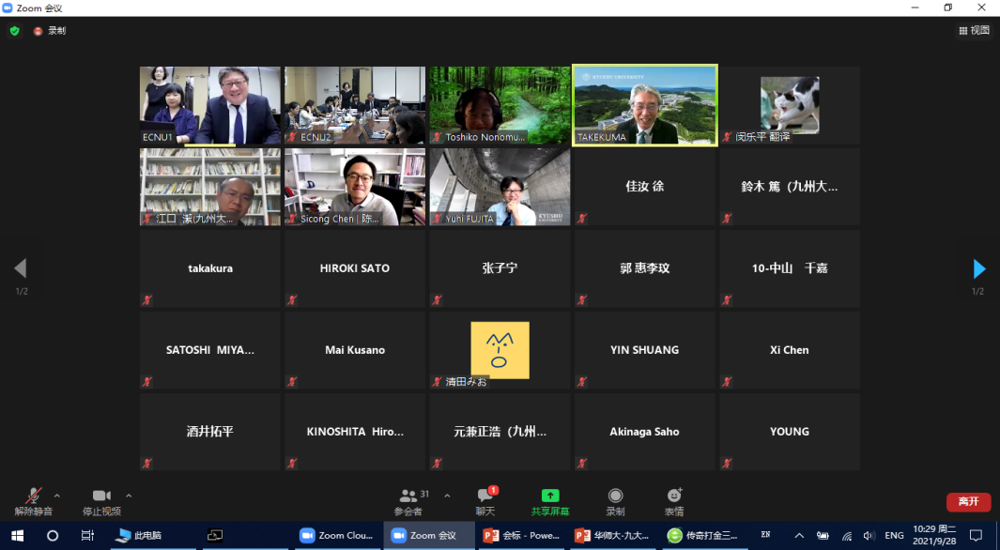 Zoom 会议
录制
视图
KYUSHU UNIVERSITY
ECNU1
ECNU2
Toshiko Nonomu...
TAKEKUMA
闵乐平 翻译
江口 潔(九州大...
Sicong Chen | 陈...
Yuhi FUJITA
KYUSHU
UNIVERSITY
佳汝 徐
鈴木 篤（九州大...
takakura
HIROKI SATO
张子宁
郭 惠李玟
10-中山 千嘉
SATOSHI MIYA...
Mai Kusano
清田みお
YIN SHUANG
Xi Chen
酒井拓平
KINOSHITA Hiro...
元兼正浩（九州...
Akinaga Saho
YOUNG
1/2
1/2
解除静音
停止视频
31
参会者
1
聊天
共享屏幕
录制
表情
离开
此电脑
Zoom Clou...
Zoom 会议
会标 - Powe...
华师大-九大...
传奇打金三...
EN
ENG
10:29 周二
2021/9/28